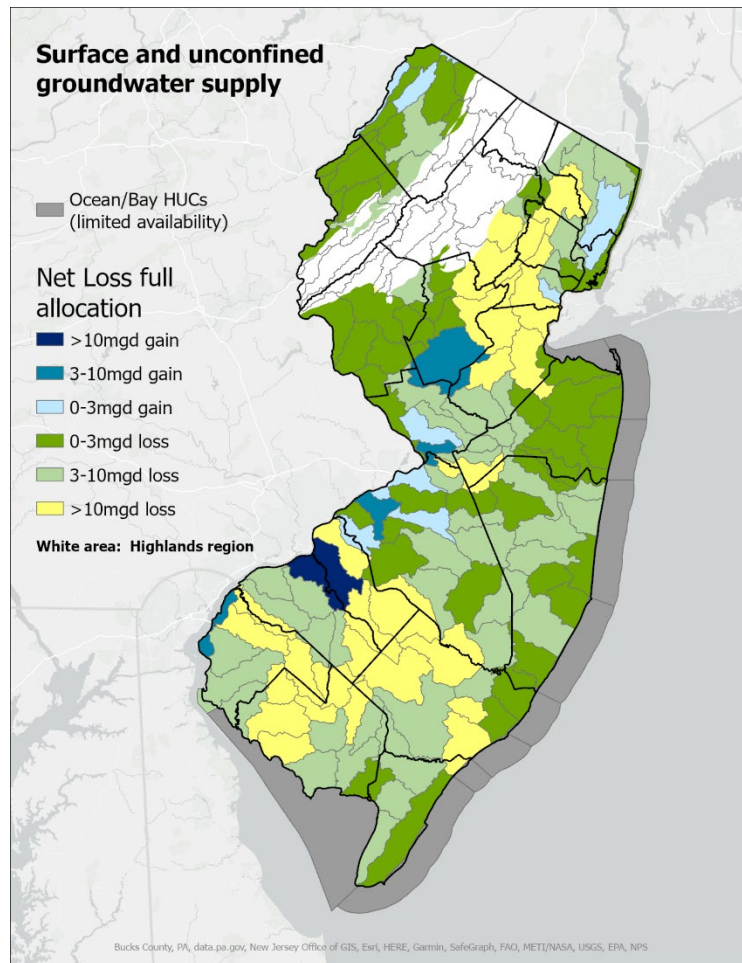 Surface and unconfined
groundwater supply
Ocean/Bay HUCs
(limited availability)
Net Loss full
allocation
>10mgd gain
3-10mgd gain
0-3mgd gain
0-3mgd loss
3-10mgd loss
>10mgd loss
White area: Highlands region
Bucks County, PA, data.pa.gov, New Jersey Office of GIS, Esri, HERE, Garmin, SafeGraph, FAO, METI/NASA, USGS, EPA, NPS